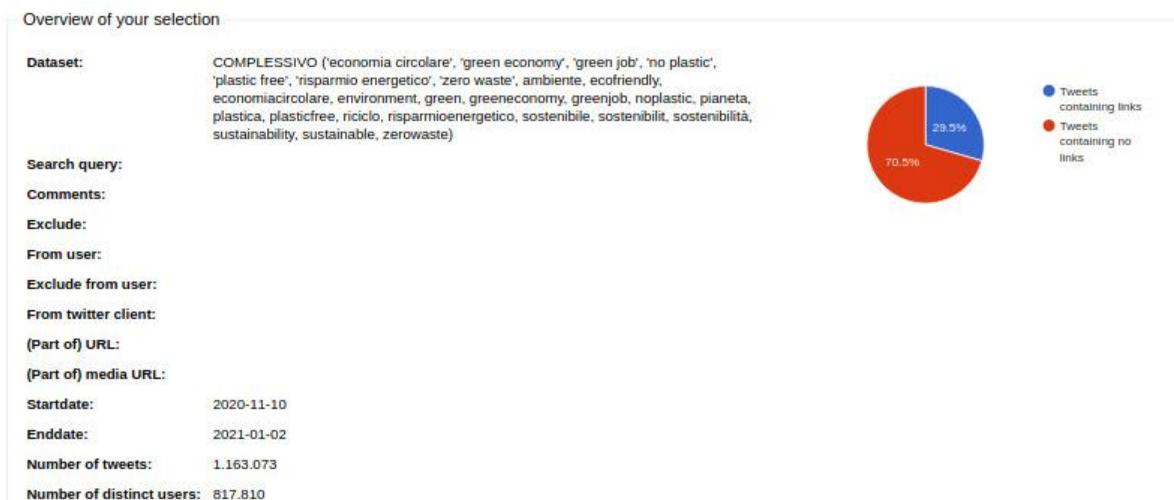 Overview of your selection
Dataset: COMPLESSIVO ('economia circolare', 'green economy', 'green job', 'no plastic',
'plastic free', 'risparmio energetico', 'zero waste', ambiente, ecofriendly,
economiacircolare, environment, green, greeneconomy, greenjob, noplastic, pianeta,
plastica, plasticfree, riciclo, risparmioenergetico, sostenibile, sostenibilit, sostenibilità,
sustainability, sustainable, zerowaste)
Search query:
Comments:
Exclude:
From user:
Exclude from user:
From twitter client:
(Part of) URL:
(Part of) media URL:
Startdate: 2020-11-10
Enddate: 2021-01-02
Number of tweets: 1.163.073
Number of distinct users: 817.810
29.5%
70.5%
Tweets
containing links
Tweets
containing no
links